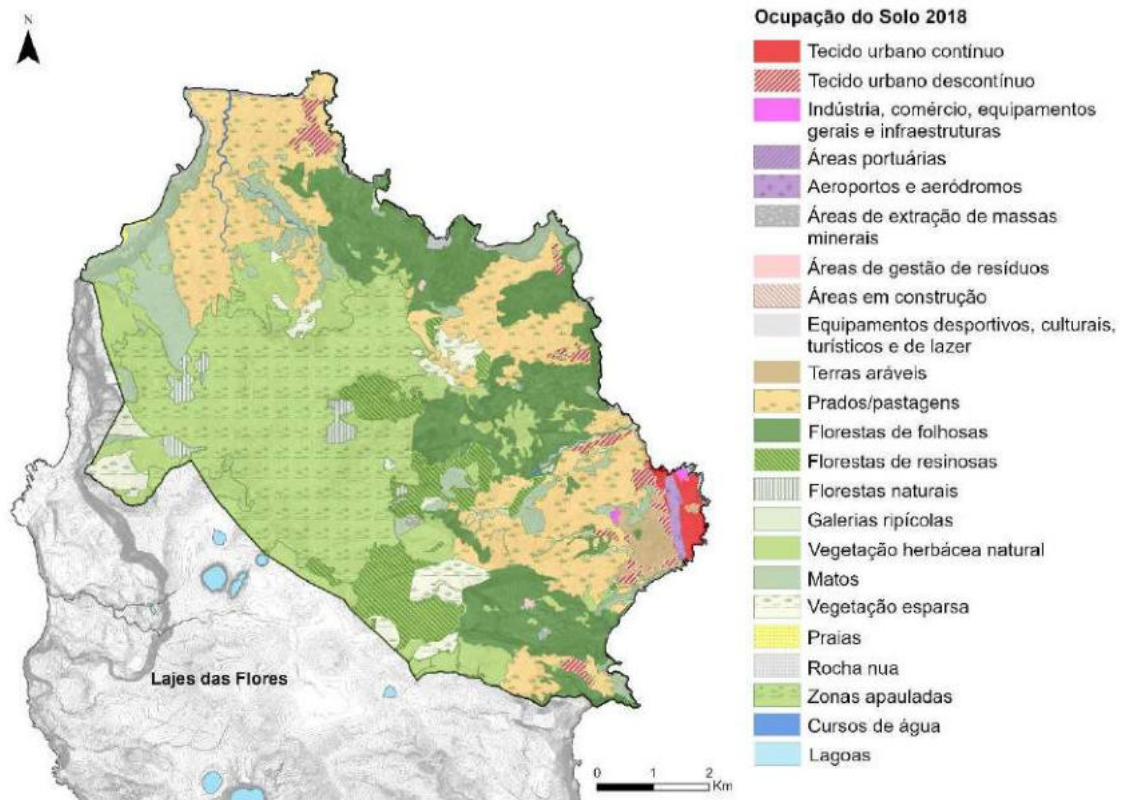 N
Ocupação do Solo 2018
Tecido urbano contínuo
Tecido urbano descontínuo
Indústria, comércio, equipamentos
gerais e infraestruturas
Áreas portuárias
Aeroportos e aeródromos
Áreas de extração de massas
minerais
Áreas de gestão de resíduos
Áreas em construção
Equipamentos desportivos, culturais,
turísticos e de lazer
Terras aráveis
Prados/pastagens
Florestas de folhosas
Florestas de resinosas
Florestas naturais
Galerias ripícolas
Vegetação herbácea natural
Matos
Vegetação esparsa
Praias
Rocha nua
Zonas apauladas
Cursos de água
Lagoas
Lajes das Flores
0 1 2
Km